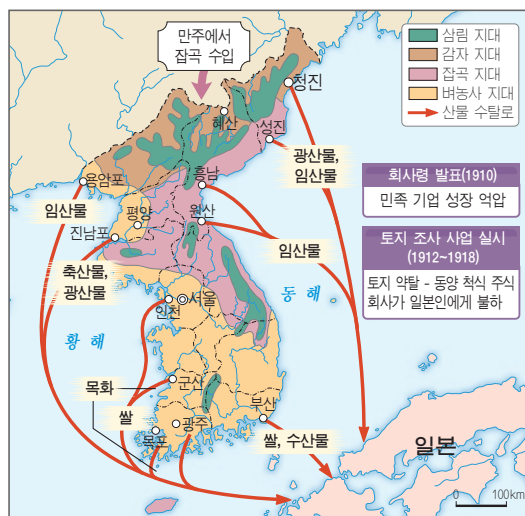 만주에서
잡곡 수입
삼림 지대
감자 지대
잡곡 지대
벼농사 지대
산물 수탈로
청진
혜산
성진
광산물,
임산물
용암포
흥남
회사령 발표(1910)
민족 기업 성장 억압
임산물
평양
원산
진남포
임산물
토지 조사 사업 실시
(1912~1918)
토지 약탈 - 동양 척식 주식
회사가 일본인에게 불하
축산물,
광산물
동해
인천
서울
황해
목화
군산
쌀
부산
광주
목포
쌀, 수산물
일본
0 100km